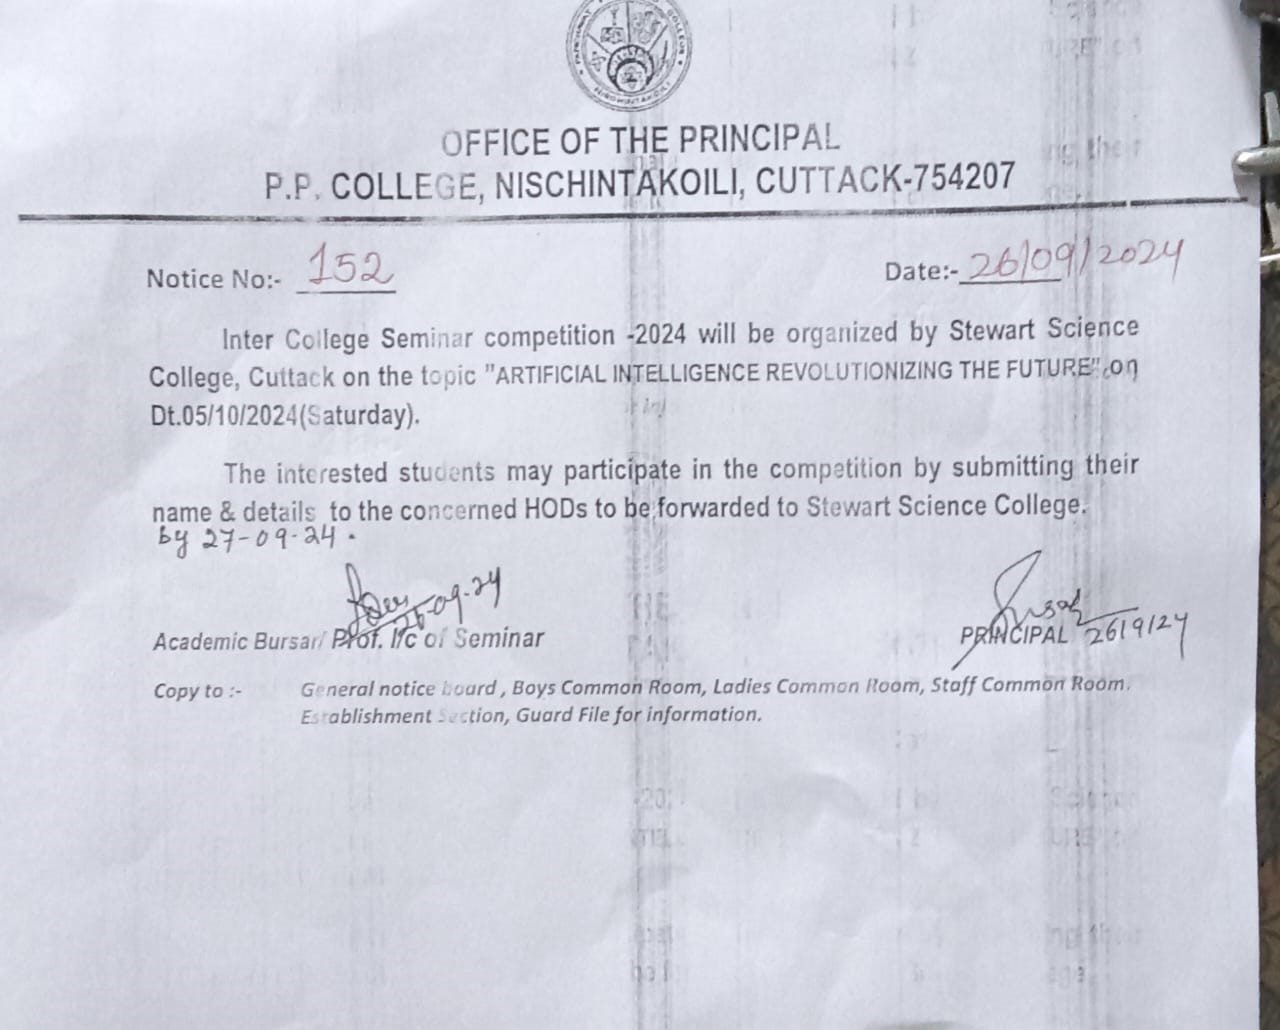 OFFICE OF THE PRINCIPAL
P.P. COLLEGE, NISCHINTAKOILI, CUTTACK-754207
Notice No:- 152 Date:- 26/09/2024
Inter College Seminar competition -2024 will be organized by Stewart Science
College, Cuttack on the topic "ARTIFICIAL INTELLIGENCE REVOLUTIONIZING THE FUTURE" on
Dt.05/10/2024(Saturday).
The interested students may participate in the competition by submitting their
name & details to the concerned HODs to be forwarded to Stewart Science College.
by 27-09-24.
26-09-24
Academic Bursar/ Prof. I/c of Seminar
PRINCIPAL 26/9/24
Copy to :- General notice board, Boys Common Room, Ladies Common Room, Staff Common Room.
Establishment Section, Guard File for information.